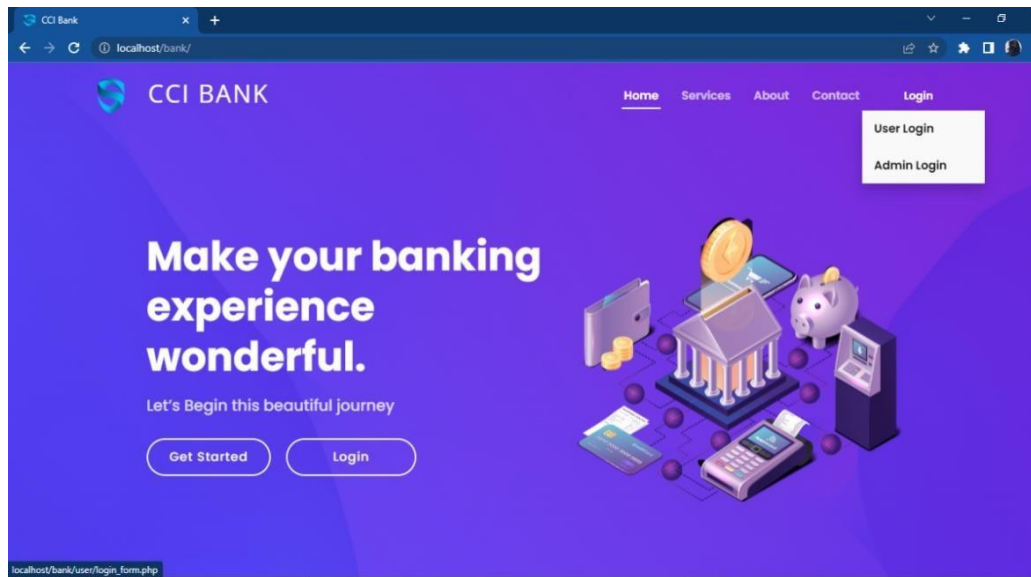 CCI Bank
localhost/bank/
CCI BANK
Home Services About Contact Login
User Login
Admin Login
Make your banking
experience
wonderful.
Let's Begin this beautiful journey
Get Started Login
localhost/bank/user/login_form.php